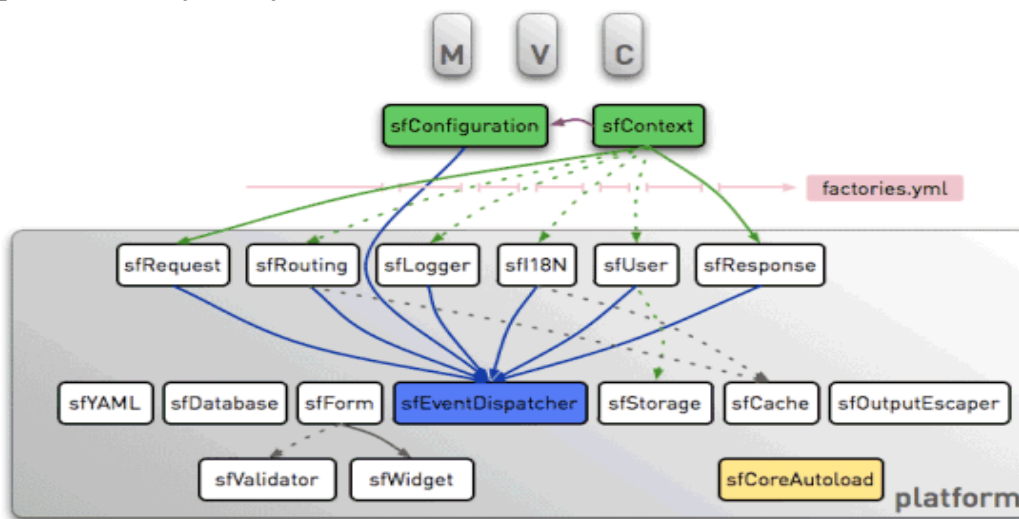 M V C
sfConfiguration sfContext
factories.yml
sfRequest sfRouting sfLogger sfI18N sfUser sfResponse
sfYAML sfDatabase sfForm sfEventDispatcher sfStorage sfCache sfOutputEscaper
sfValidator sfWidget sfCoreAutoload
platform